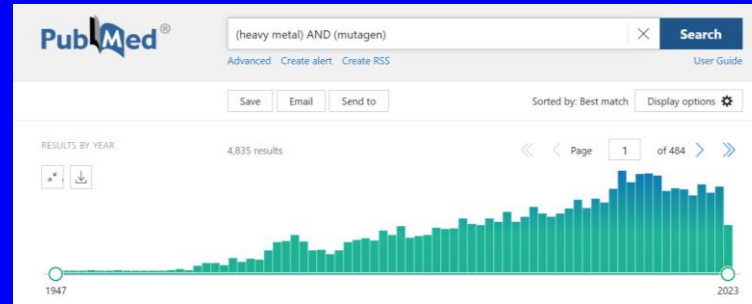 PubMed®
(heavy metal) AND (mutagen)
Search
Advanced Create alert Create RSS
User Guide
Save Email Send to
Sorted by: Best match
Display options
RESULTS BY YEAR
4,835 results
Page 1 of 484
1947
2023